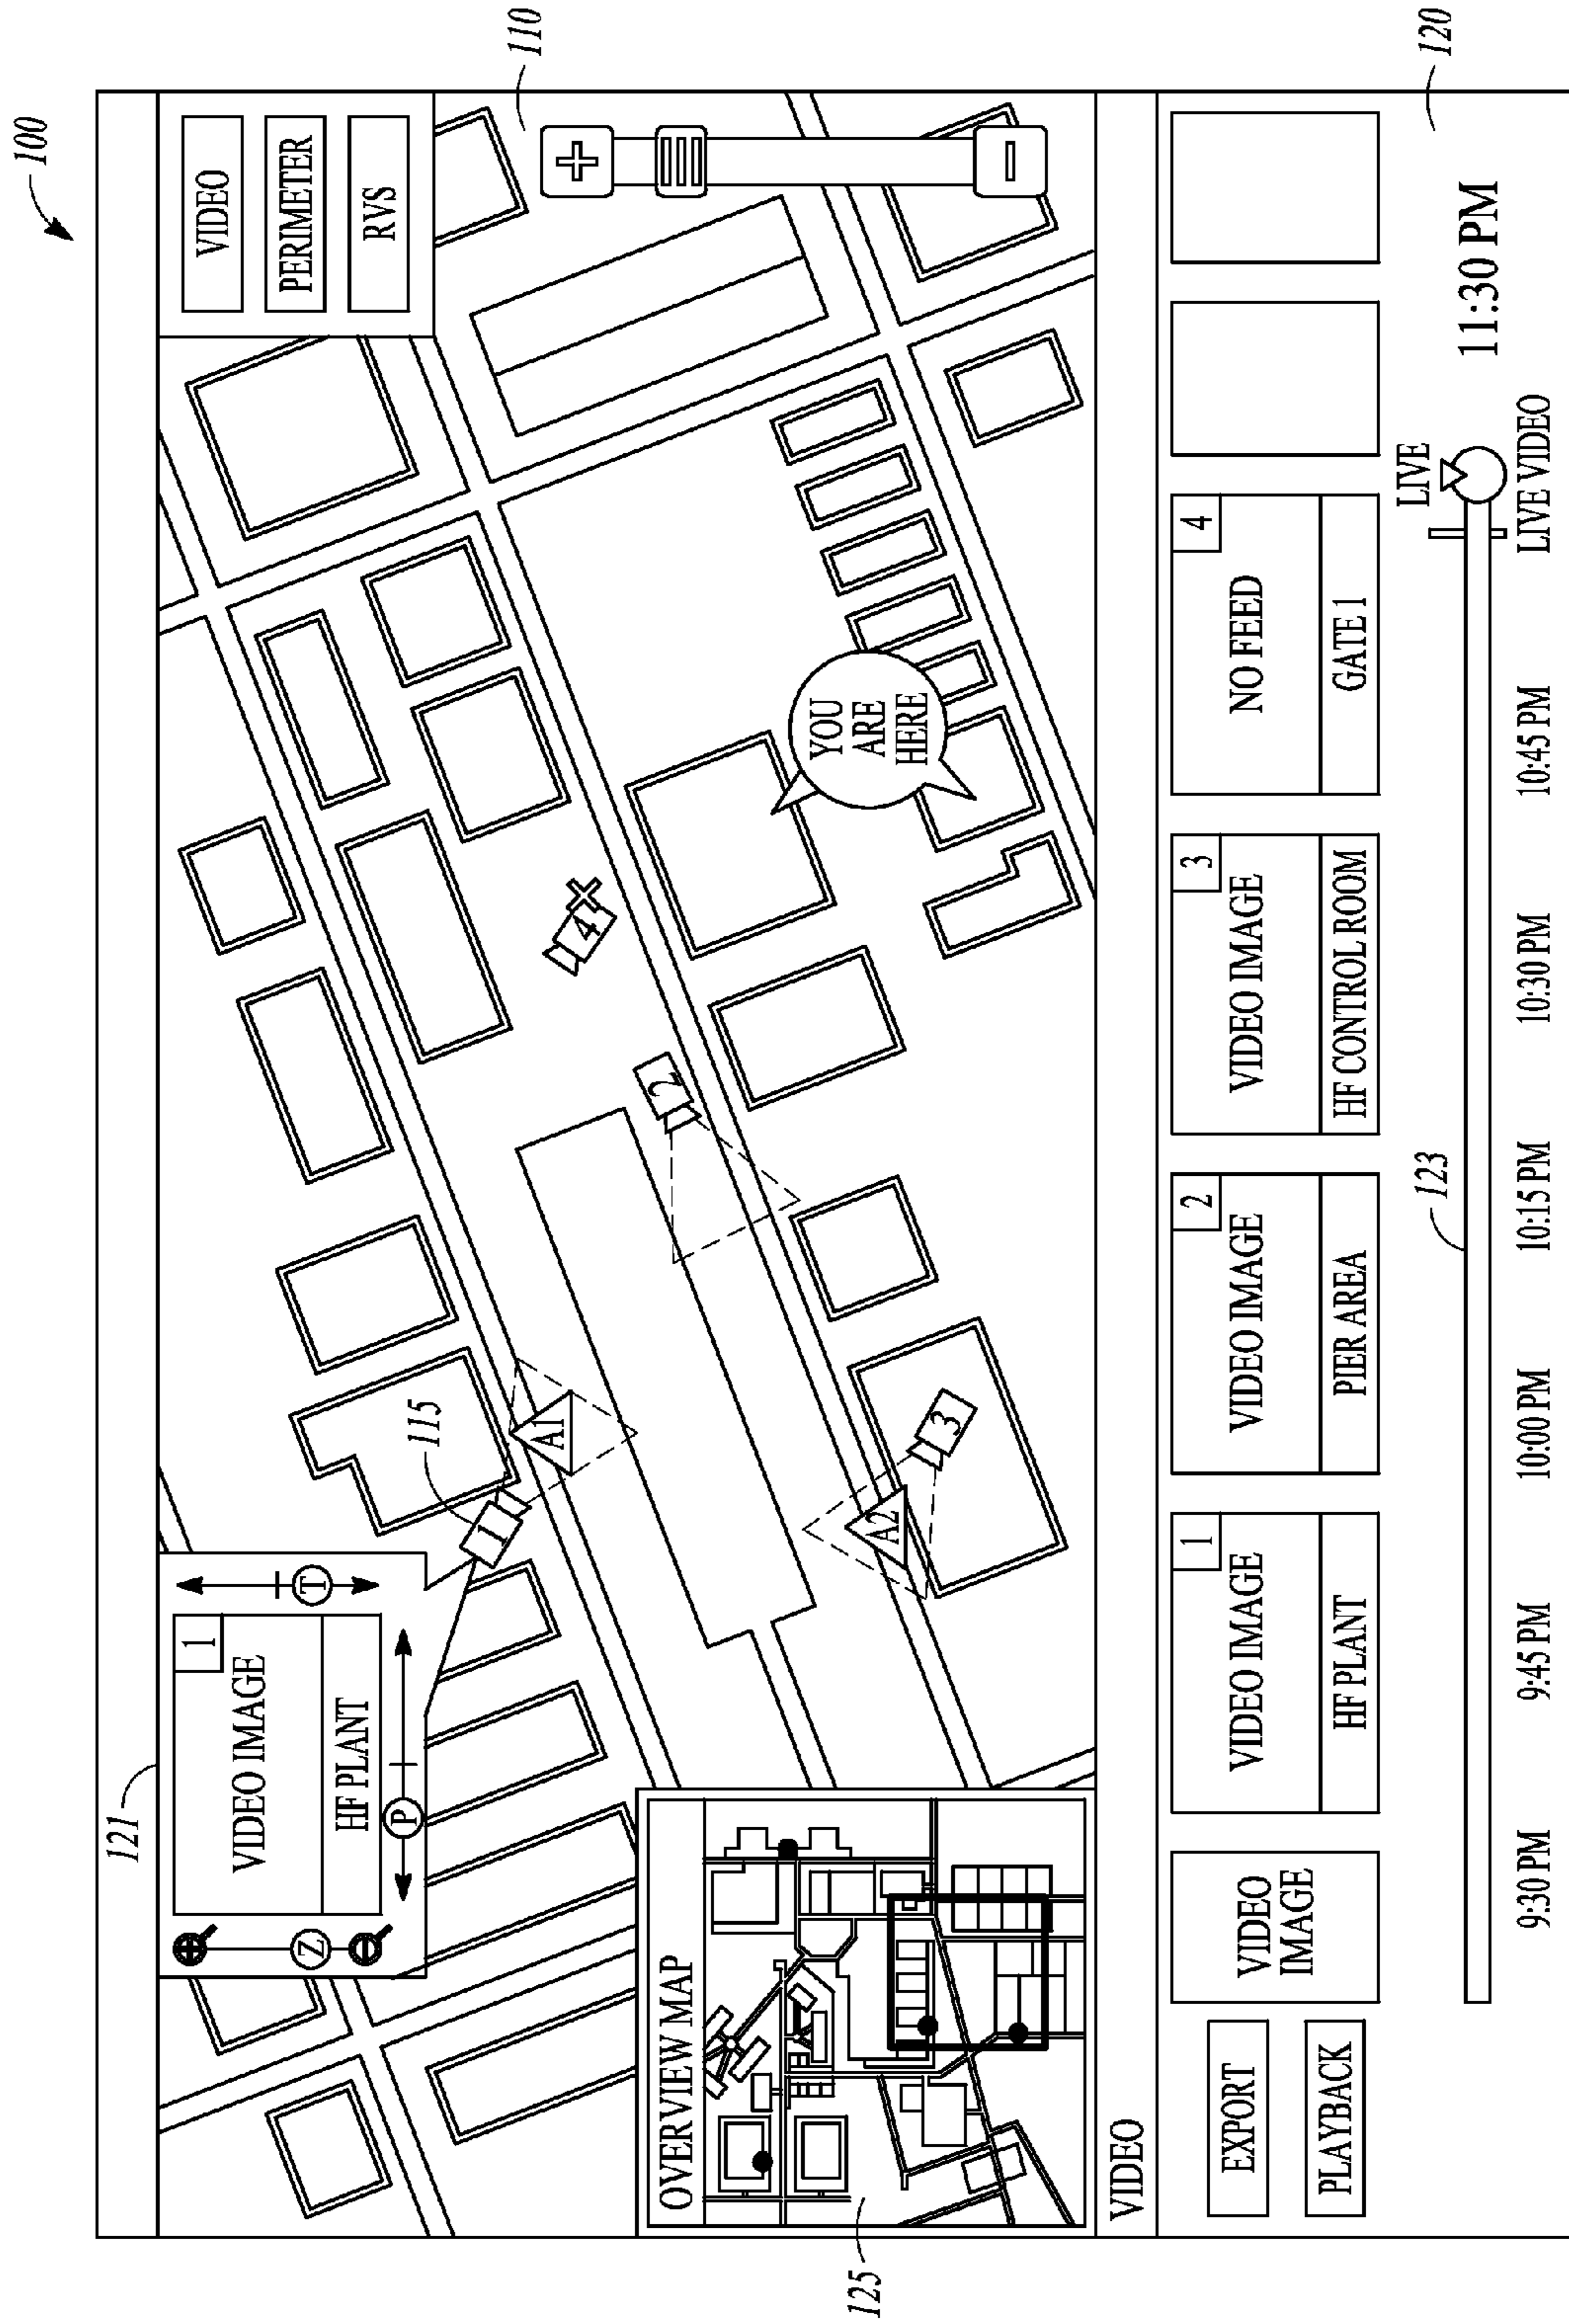 100
121
110
VIDEO
PERIMETER
RVS
1
VIDEO IMAGE
HF PLANT
Z
P
T
115
1
A1
2
4
3
A2
YOU
ARE
HERE
OVERVIEW MAP
125
VIDEO
EXPORT
PLAYBACK
VIDEO
IMAGE
1
VIDEO IMAGE
HF PLANT
2
VIDEO IMAGE
PIER AREA
3
VIDEO IMAGE
HF CONTROL ROOM
4
NO FEED
GATE 1
120
LIVE
123
11:30 PM
9:30 PM
9:45 PM
10:00 PM
10:15 PM
10:30 PM
10:45 PM
LIVE VIDEO